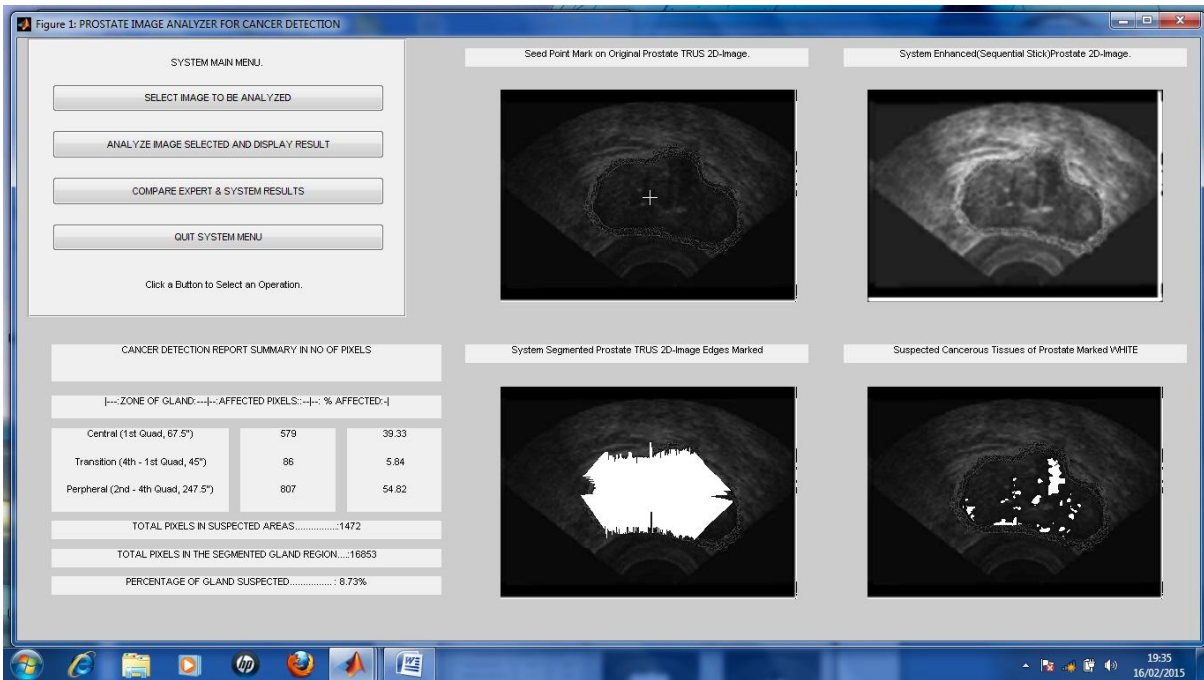 Figure 1: PROSTATE IMAGE ANALYZER FOR CANCER DETECTION
SYSTEM MAIN MENU.
SELECT IMAGE TO BE ANALYZED
ANALYZE IMAGE SELECTED AND DISPLAY RESULT
COMPARE EXPERT & SYSTEM RESULTS
QUIT SYSTEM MENU
Click a Button to Select an Operation.
Seed Point Mark on Original Prostate TRUS 2D-Image.
System Enhanced(Sequential Stick)Prostate 2D-Image.
CANCER DETECTION REPORT SUMMARY IN NO OF PIXELS
|---:ZONE OF GLAND:---|--:AFFECTED PIXELS::--|--: % AFFECTED:-|
Central (1st Quad, 67.5") 579 39.33
Transition (4th - 1st Quad, 45") 86 5.84
Perpheral (2nd - 4th Quad, 247.5") 807 54.82
TOTAL PIXELS IN SUSPECTED AREAS...............:1472
TOTAL PIXELS IN THE SEGMENTED GLAND REGION....:16853
PERCENTAGE OF GLAND SUSPECTED................ : 8.73%
System Segmented Prostate TRUS 2D-Image Edges Marked
Suspected Cancerous Tissues of Prostate Marked WHITE
hp
W
19:35
16/02/2015